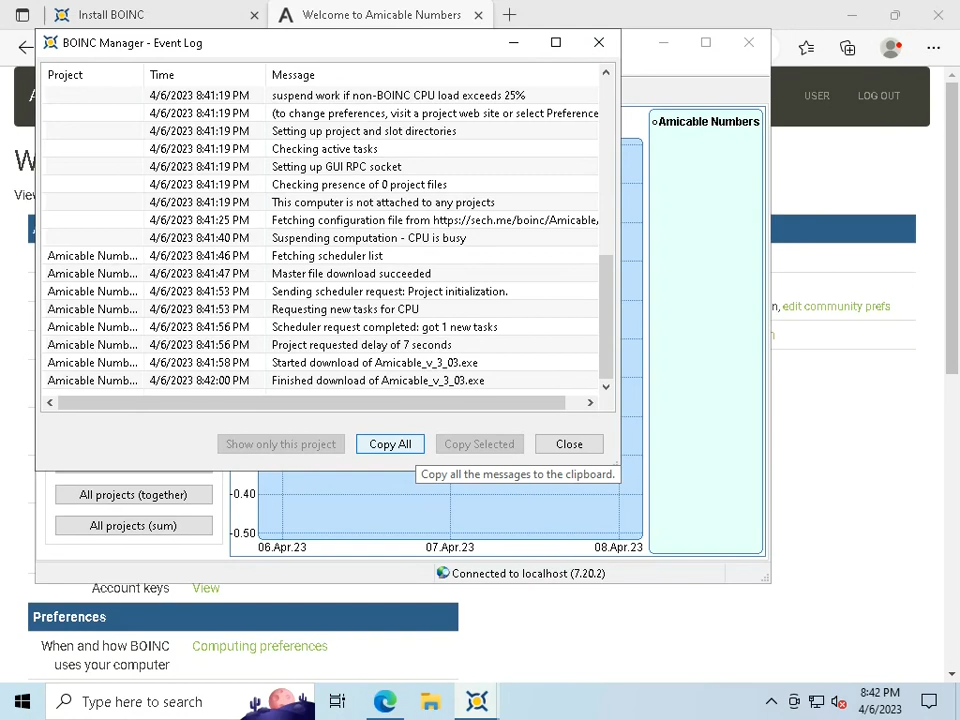 Install BOINC
Welcome to Amicable Numbers
BOINC Manager - Event Log
USER
LOG OUT
Project
Time
Message
4/6/2023 8:41:19 PM suspend work if non-BOINC CPU load exceeds 25%
4/6/2023 8:41:19 PM (to change preferences, visit a project web site or select Preference
4/6/2023 8:41:19 PM Setting up project and slot directories
4/6/2023 8:41:19 PM Checking active tasks
4/6/2023 8:41:19 PM Setting up GUI RPC socket
4/6/2023 8:41:19 PM Checking presence of 0 project files
4/6/2023 8:41:19 PM This computer is not attached to any projects
4/6/2023 8:41:25 PM Fetching configuration file from https://sech.me/boinc/Amicable,
4/6/2023 8:41:40 PM Suspending computation - CPU is busy
Amicable Numb... 4/6/2023 8:41:46 PM Fetching scheduler list
Amicable Numb... 4/6/2023 8:41:47 PM Master file download succeeded
Amicable Numb... 4/6/2023 8:41:53 PM Sending scheduler request: Project initialization.
Amicable Numb... 4/6/2023 8:41:53 PM Requesting new tasks for CPU
Amicable Numb... 4/6/2023 8:41:56 PM Scheduler request completed: got 1 new tasks
Amicable Numb... 4/6/2023 8:41:56 PM Project requested delay of 7 seconds
Amicable Numb... 4/6/2023 8:41:58 PM Started download of Amicable_v_3_03.exe
Amicable Numb... 4/6/2023 8:42:00 PM Finished download of Amicable_v_3_03.exe
Show only this project
Copy All
Copy Selected
Close
Copy all the messages to the clipboard.
Amicable Numbers
n, edit community prefs
All projects (together)
All projects (sum)
-0.40
-0.50
06.Apr.23
07.Apr.23
08.Apr.23
Connected to localhost (7.20.2)
Account keys View
Preferences
When and how BOINC uses your computer
Computing preferences
Type here to search
8:42 PM
4/6/2023